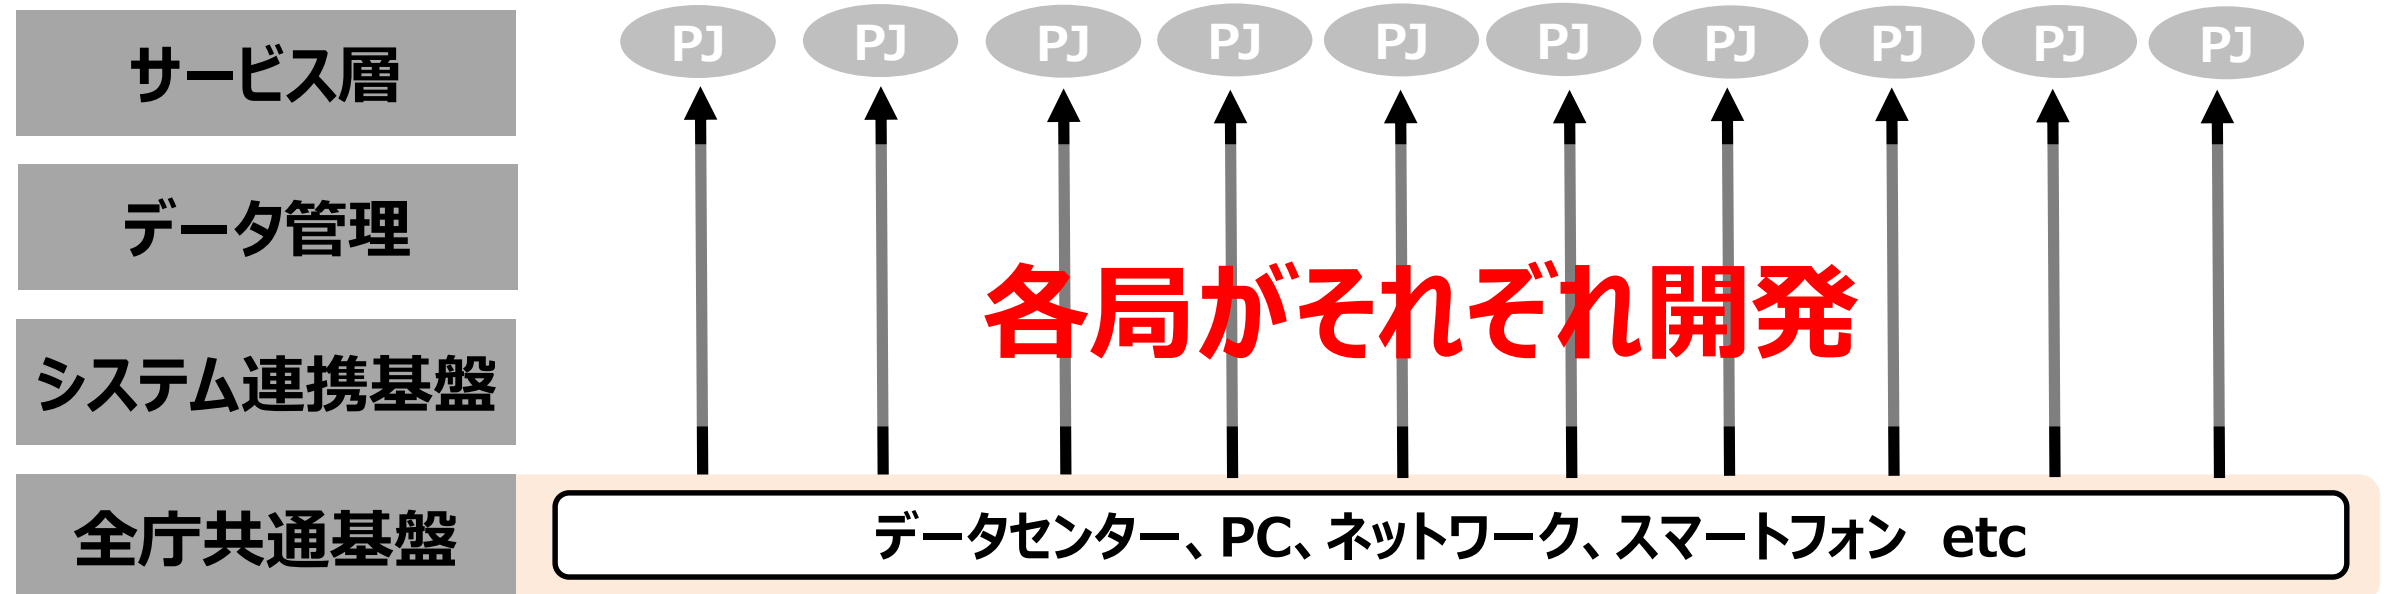 サービス層
PJ PJ PJ PJ PJ PJ PJ PJ PJ PJ
データ管理
各局がそれぞれ開発
システム連携基盤
全庁共通基盤
データセンター、PC、ネットワーク、スマートフォン etc